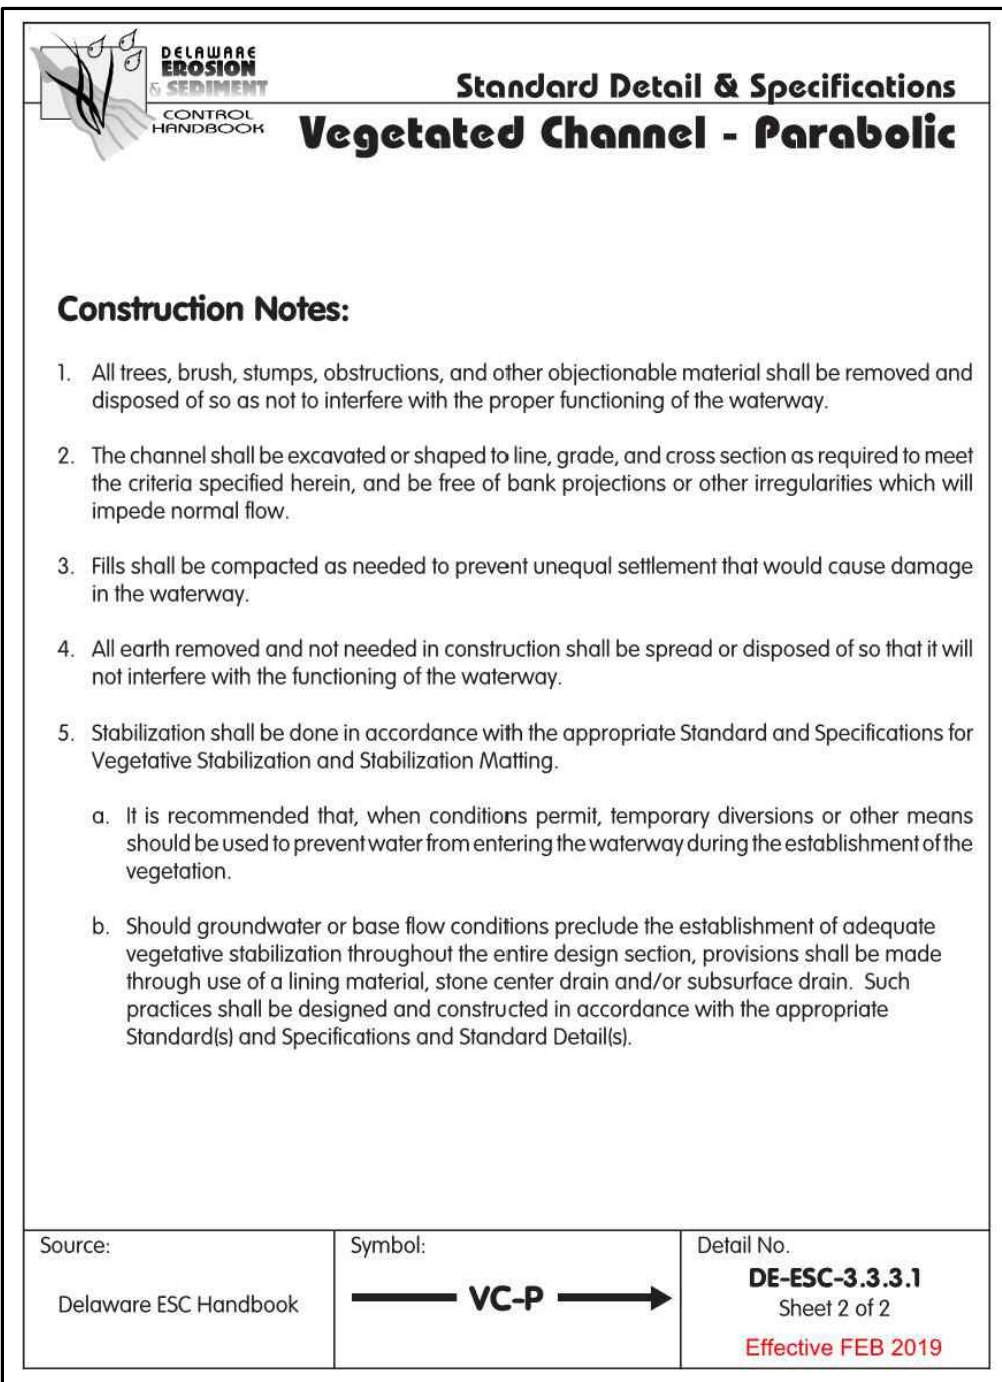 DELAWARE
EROSION
& SEDIMENT
CONTROL
HANDBOOK
Standard Detail & Specifications
Vegetated Channel - Parabolic
Construction Notes:
1. All trees, brush, stumps, obstructions, and other objectionable material shall be removed and
disposed of so as not to interfere with the proper functioning of the waterway.
2. The channel shall be excavated or shaped to line, grade, and cross section as required to meet
the criteria specified herein, and be free of bank projections or other irregularities which will
impede normal flow.
3. Fills shall be compacted as needed to prevent unequal settlement that would cause damage
in the waterway.
4. All earth removed and not needed in construction shall be spread or disposed of so that it will
not interfere with the functioning of the waterway.
5. Stabilization shall be done in accordance with the appropriate Standard and Specifications for
Vegetative Stabilization and Stabilization Matting.
a. It is recommended that, when conditions permit, temporary diversions or other means
should be used to prevent water from entering the waterway during the establishment of the
vegetation.
b. Should groundwater or base flow conditions preclude the establishment of adequate
vegetative stabilization throughout the entire design section, provisions shall be made
through use of a lining material, stone center drain and/or subsurface drain. Such
practices shall be designed and constructed in accordance with the appropriate
Standard(s) and Specifications and Standard Detail(s).
Source:
Delaware ESC Handbook
Symbol:
VC-P
Detail No.
DE-ESC-3.3.3.1
Sheet 2 of 2
Effective FEB 2019